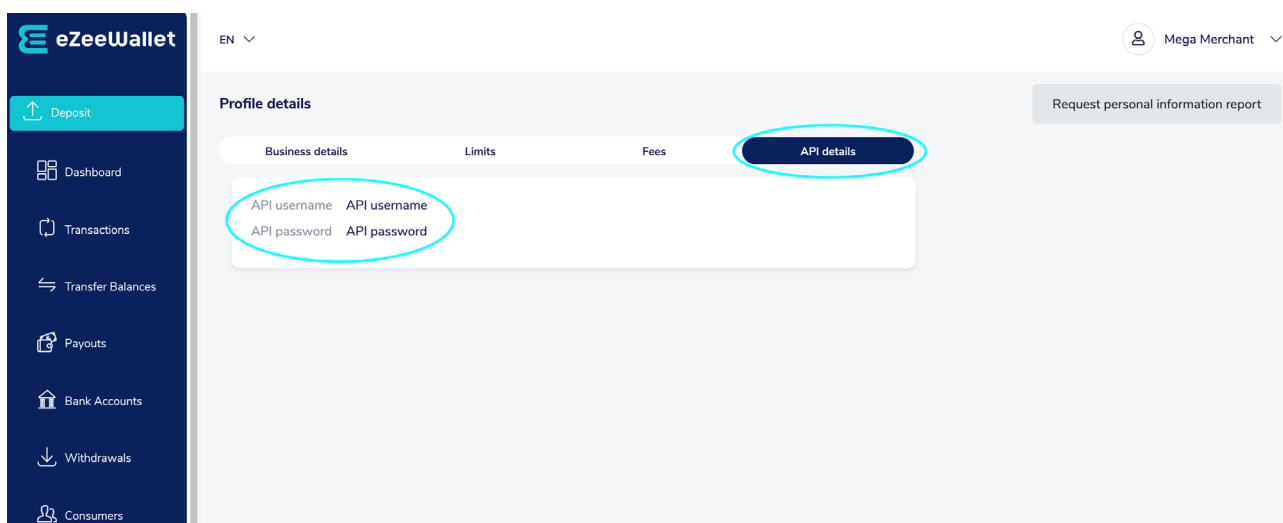 eZeeWallet
EN
Mega Merchant
Deposit
Dashboard
Transactions
Transfer Balances
Payouts
Bank Accounts
Withdrawals
Consumers
Profile details
Request personal information report
Business details Limits Fees API details
API username API username
API password API password